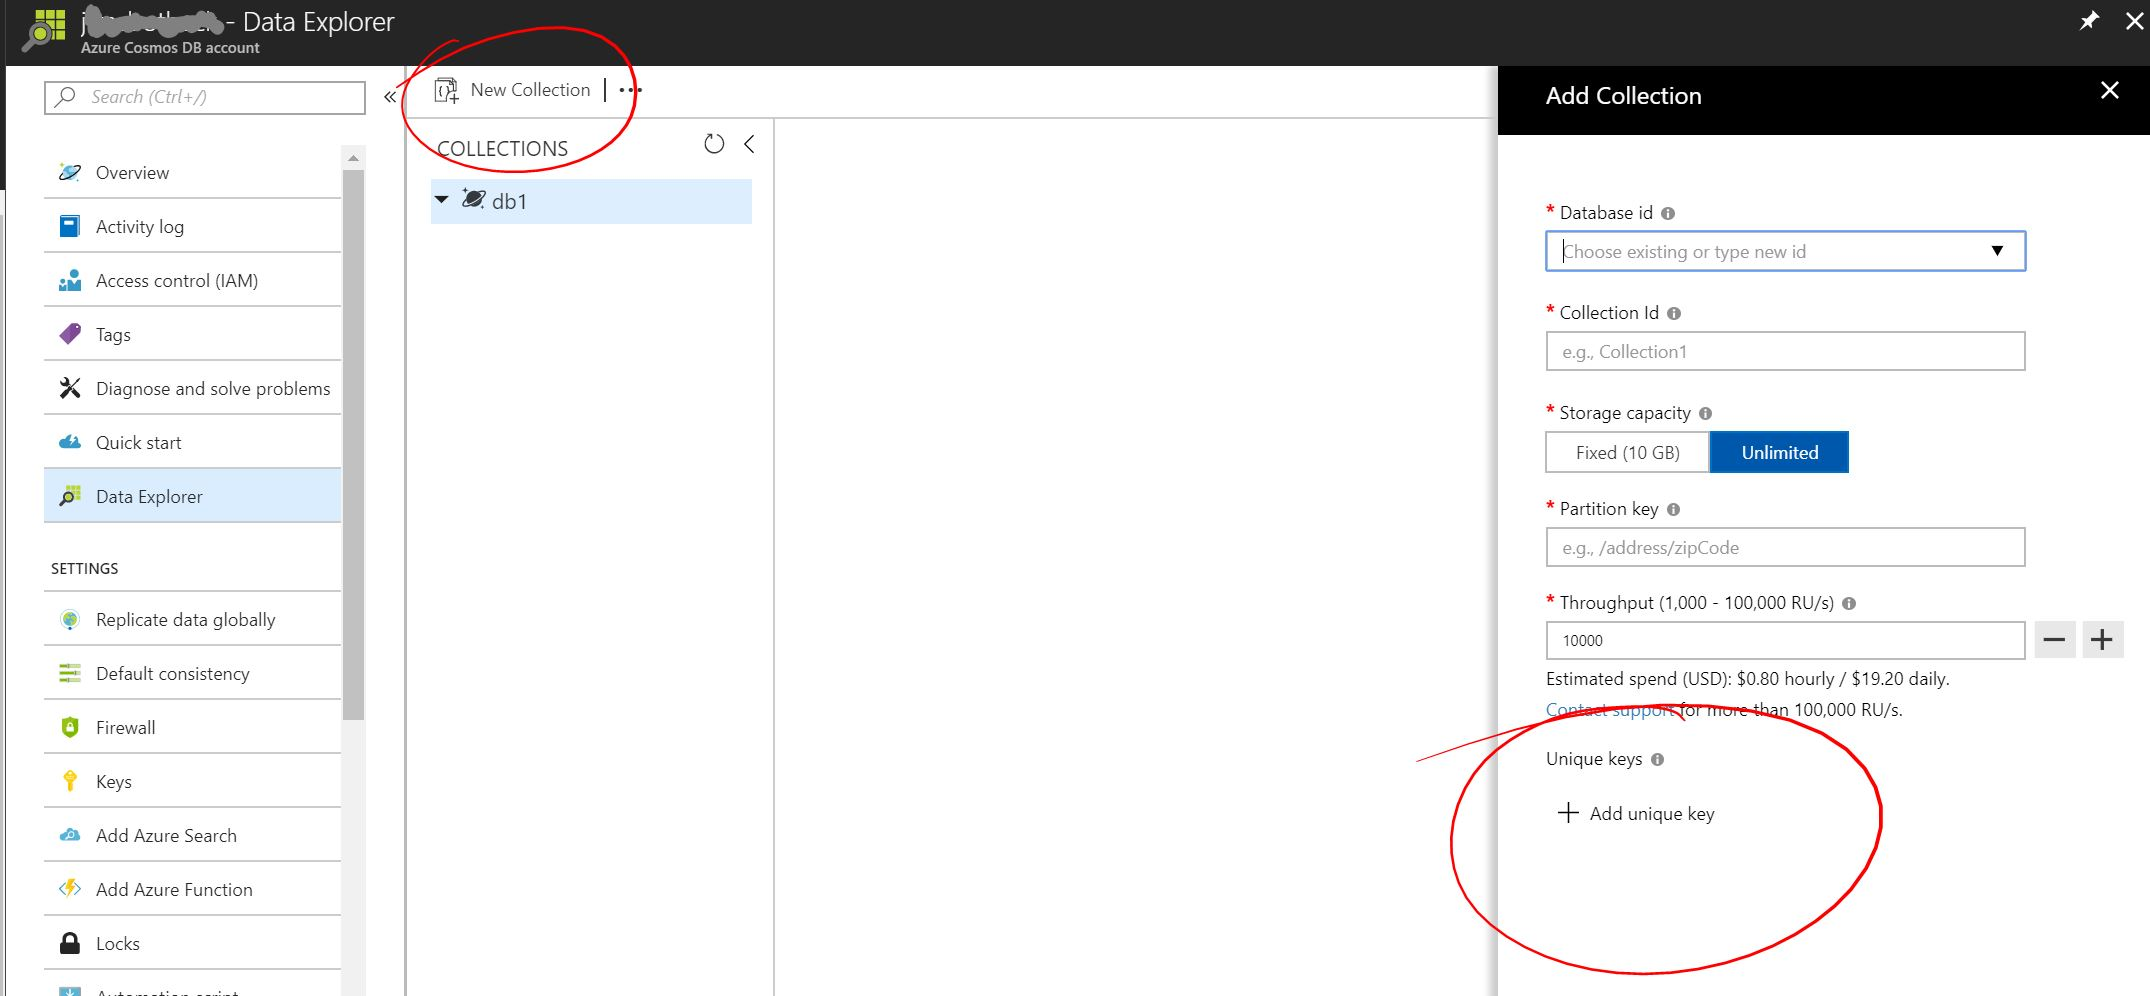 - Data Explorer
Azure Cosmos DB account
Search (Ctrl+/)
Overview
Activity log
Access control (IAM)
Tags
Diagnose and solve problems
Quick start
Data Explorer
SETTINGS
Replicate data globally
Default consistency
Firewall
Keys
Add Azure Search
Add Azure Function
Locks
Automation script
New Collection
COLLECTIONS
db1
Add Collection
* Database id
Choose existing or type new id
* Collection Id
e.g., Collection1
* Storage capacity
Fixed (10 GB) Unlimited
* Partition key
e.g., /address/zipCode
* Throughput (1,000 - 100,000 RU/s)
10000
Estimated spend (USD): $0.80 hourly / $19.20 daily.
Contact support for more than 100,000 RU/s.
Unique keys
Add unique key